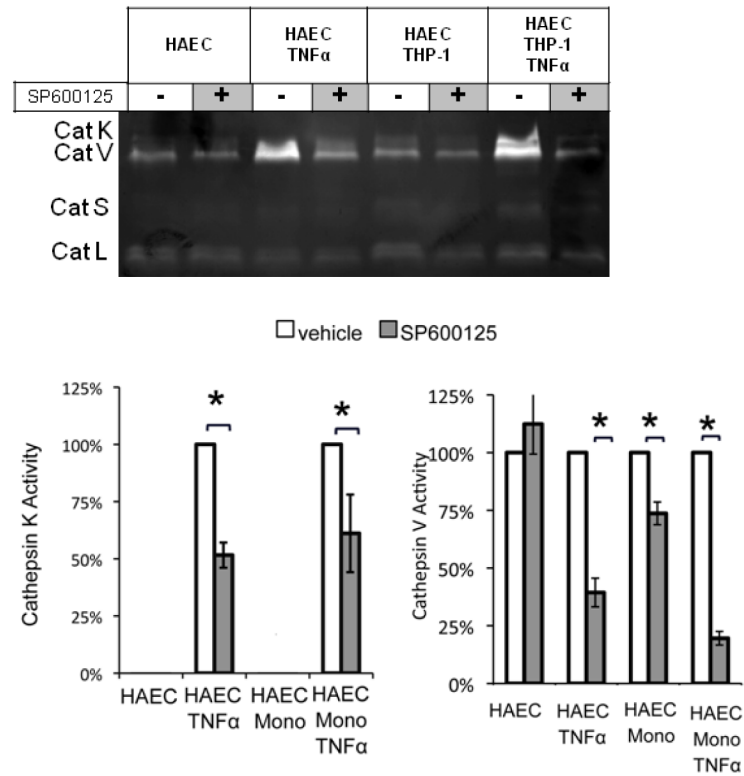 HAEC
HAEC
TNFα
HAEC
THP-1
HAEC
THP-1
TNFα
SP600125 - + - + - + - +
Cat K
Cat V
Cat S
Cat L
vehicle SP600125
Cathepsin K Activity
125%
100%
75%
50%
25%
0%
* *
HAEC
HAEC
TNFα
HAEC
Mono
HAEC
Mono
TNFα
Cathepsin V Activity
125%
100%
75%
50%
25%
0%
* * *
HAEC
HAEC
TNFα
HAEC
Mono
HAEC
Mono
TNFα